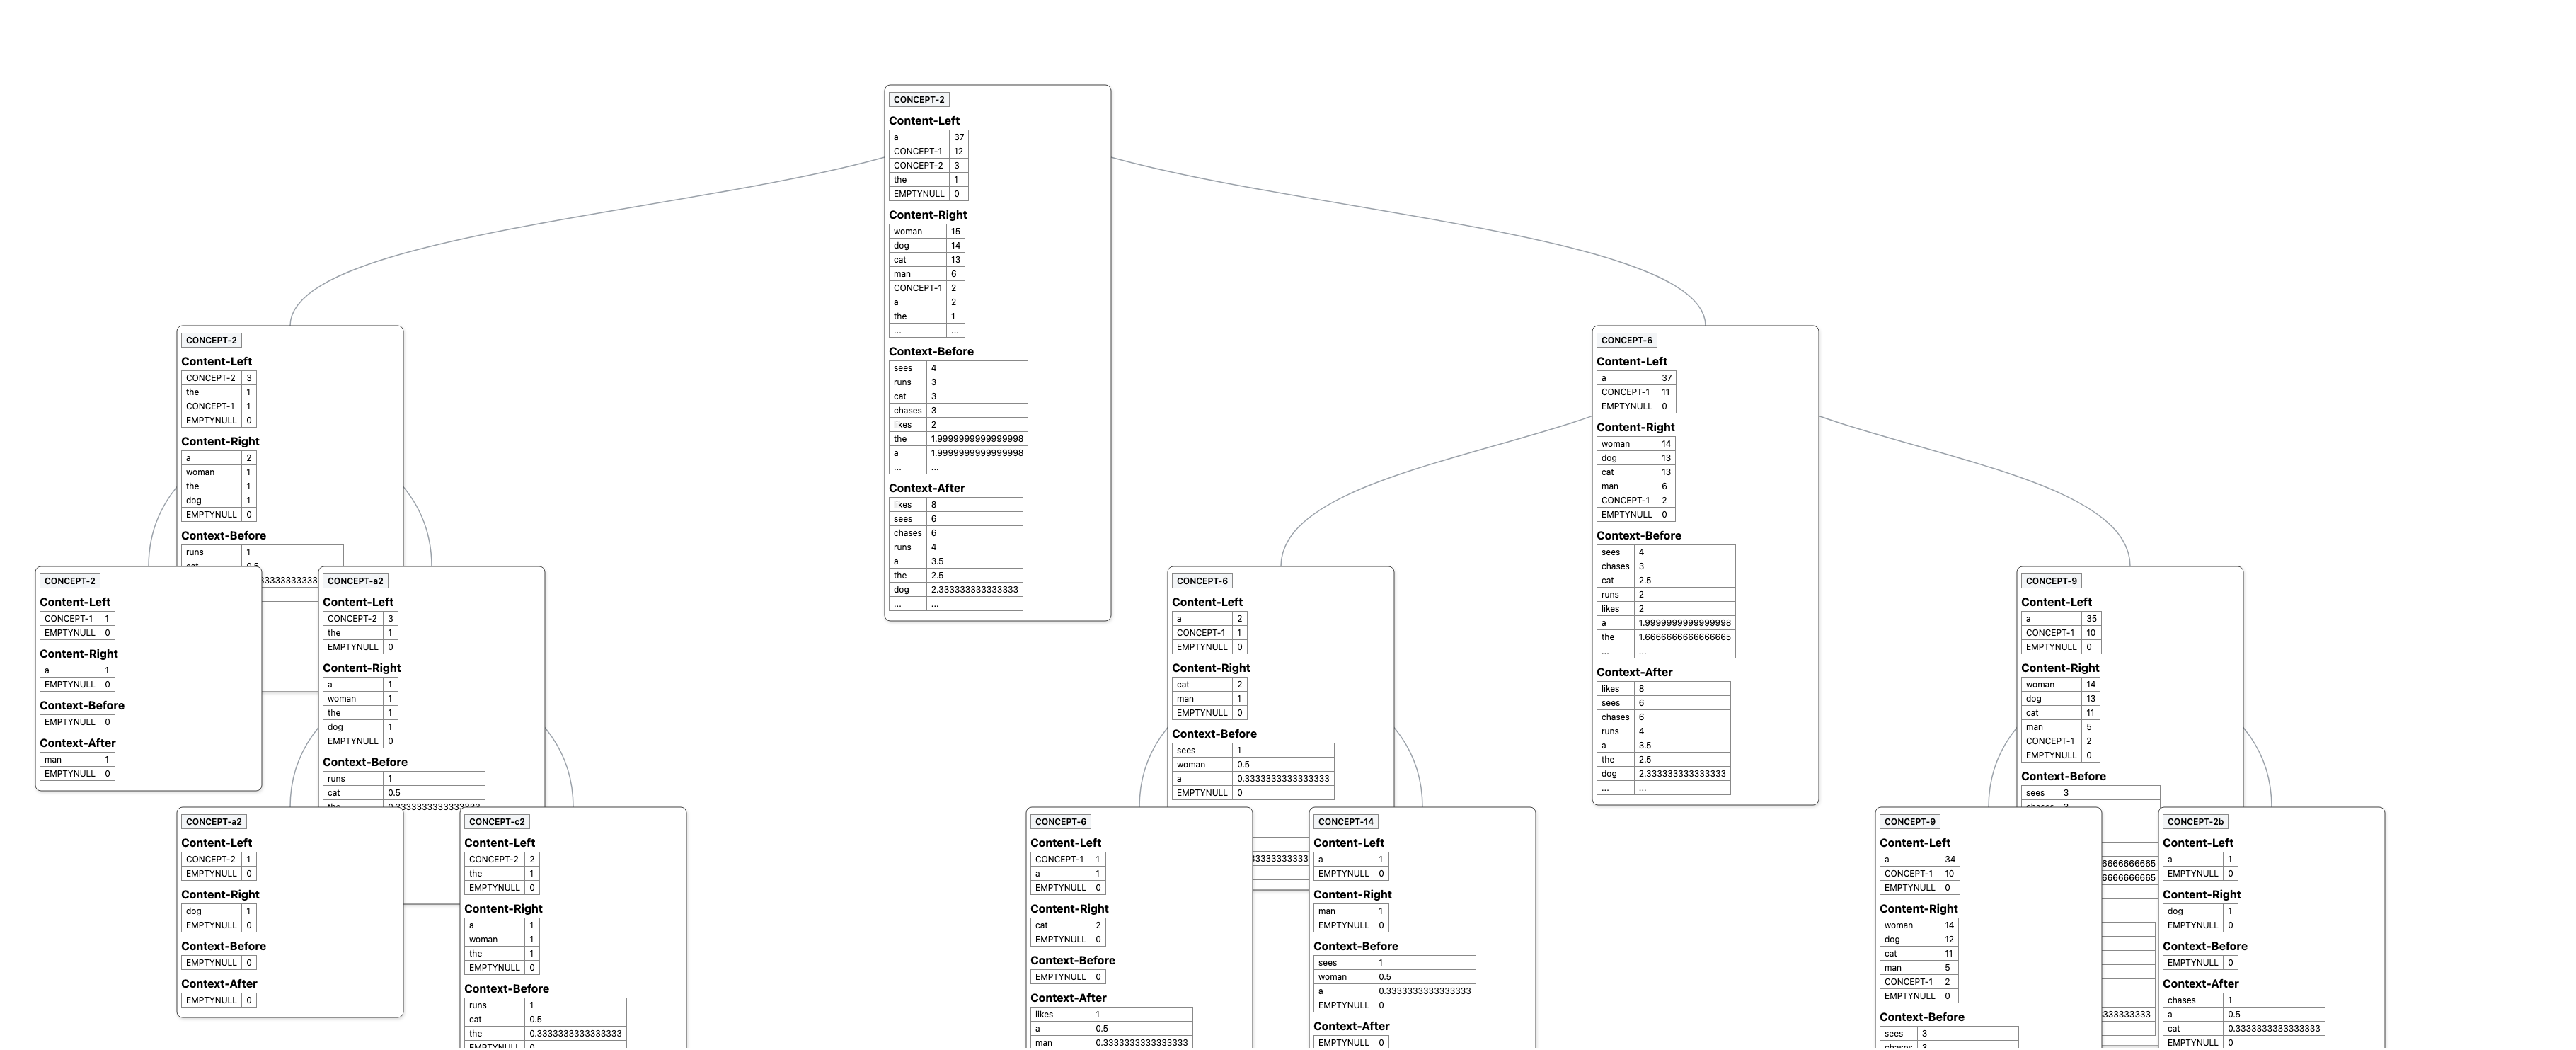 CONCEPT-2
Content-Left
a 37
CONCEPT-1 12
CONCEPT-2 3
the 1
EMPTYNULL 0
Content-Right
woman 15
dog 14
cat 13
man 6
CONCEPT-1 2
a 2
the 1
... ...
Context-Before
sees 4
runs 3
cat 3
chases 3
likes 2
the 1.9999999999999998
a 1.9999999999999998
... ...
Context-After
likes 8
sees 6
chases 6
runs 4
a 3.5
the 2.5
dog 2.333333333333333
... ...
CONCEPT-2
Content-Left
CONCEPT-2 3
the 1
CONCEPT-1 1
EMPTYNULL 0
Content-Right
a 2
woman 1
the 1
dog 1
EMPTYNULL 0
Context-Before
runs 1
cat 0.5
CONCEPT-6
Content-Left
a 37
CONCEPT-1 11
EMPTYNULL 0
Content-Right
woman 14
dog 13
cat 13
man 6
CONCEPT-1 2
EMPTYNULL 0
Context-Before
sees 4
chases 3
cat 2.5
runs 2
likes 2
a 1.9999999999999998
the 1.6666666666666665
... ...
Context-After
likes 8
sees 6
chases 6
runs 4
a 3.5
the 2.5
dog 2.333333333333333
... ...
CONCEPT-2
Content-Left
CONCEPT-1 1
EMPTYNULL 0
Content-Right
a 1
EMPTYNULL 0
Context-Before
EMPTYNULL 0
Context-After
man 1
EMPTYNULL 0
CONCEPT-a2
Content-Left
CONCEPT-2 3
the 1
EMPTYNULL 0
Content-Right
a 1
woman 1
the 1
dog 1
EMPTYNULL 0
Context-Before
runs 1
cat 0.5
the 0.3333333333333333
CONCEPT-6
Content-Left
a 2
CONCEPT-1 1
EMPTYNULL 0
Content-Right
cat 2
man 1
EMPTYNULL 0
Context-Before
sees 1
woman 0.5
a 0.3333333333333333
EMPTYNULL 0
CONCEPT-9
Content-Left
a 35
CONCEPT-1 10
EMPTYNULL 0
Content-Right
woman 14
dog 13
cat 11
man 5
CONCEPT-1 2
EMPTYNULL 0
Context-Before
sees 3
chases 3
CONCEPT-a2
Content-Left
CONCEPT-2 1
EMPTYNULL 0
Content-Right
dog 1
EMPTYNULL 0
Context-Before
EMPTYNULL 0
Context-After
EMPTYNULL 0
CONCEPT-c2
Content-Left
CONCEPT-2 2
the 1
EMPTYNULL 0
Content-Right
a 1
woman 1
the 1
EMPTYNULL 0
Context-Before
runs 1
cat 0.5
the 0.3333333333333333
EMPTYNULL 0
CONCEPT-6
Content-Left
CONCEPT-1 1
a 1
EMPTYNULL 0
Content-Right
cat 2
EMPTYNULL 0
Context-Before
EMPTYNULL 0
Context-After
likes 1
a 0.5
man 0.3333333333333333
CONCEPT-14
Content-Left
a 1
EMPTYNULL 0
Content-Right
man 1
EMPTYNULL 0
Context-Before
sees 1
woman 0.5
a 0.3333333333333333
EMPTYNULL 0
Context-After
EMPTYNULL 0
CONCEPT-9
Content-Left
a 34
CONCEPT-1 10
EMPTYNULL 0
Content-Right
woman 14
dog 12
cat 11
man 5
CONCEPT-1 2
EMPTYNULL 0
Context-Before
sees 3
chases 3
CONCEPT-2b
Content-Left
a 1
EMPTYNULL 0
Content-Right
dog 1
EMPTYNULL 0
Context-Before
EMPTYNULL 0
Context-After
chases 1
a 0.5
cat 0.3333333333333333
EMPTYNULL 0